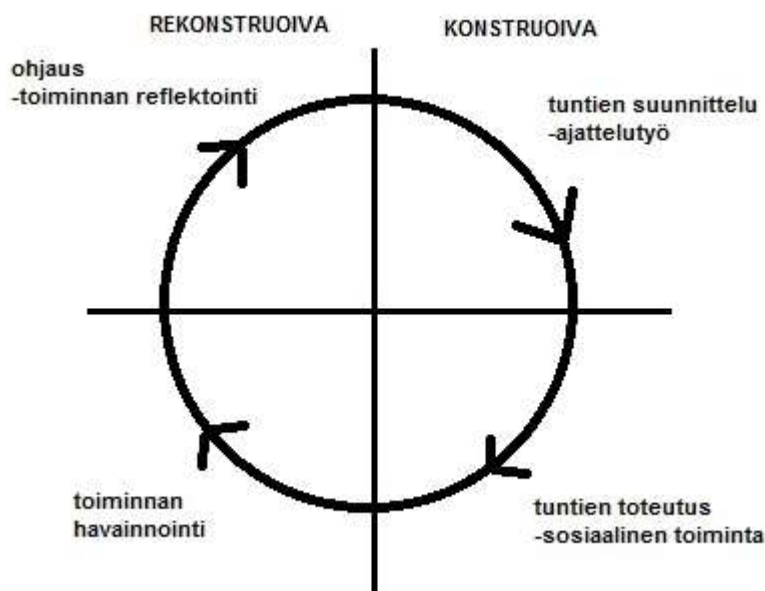 REKONSTRUOIVA
KONSTRUOIVA
ohjaus
-toiminnan reflektointi
tuntien suunnittelu
-ajattelutyö
toiminnan
havainnointi
tuntien toteutus
-sosiaalinen toiminta